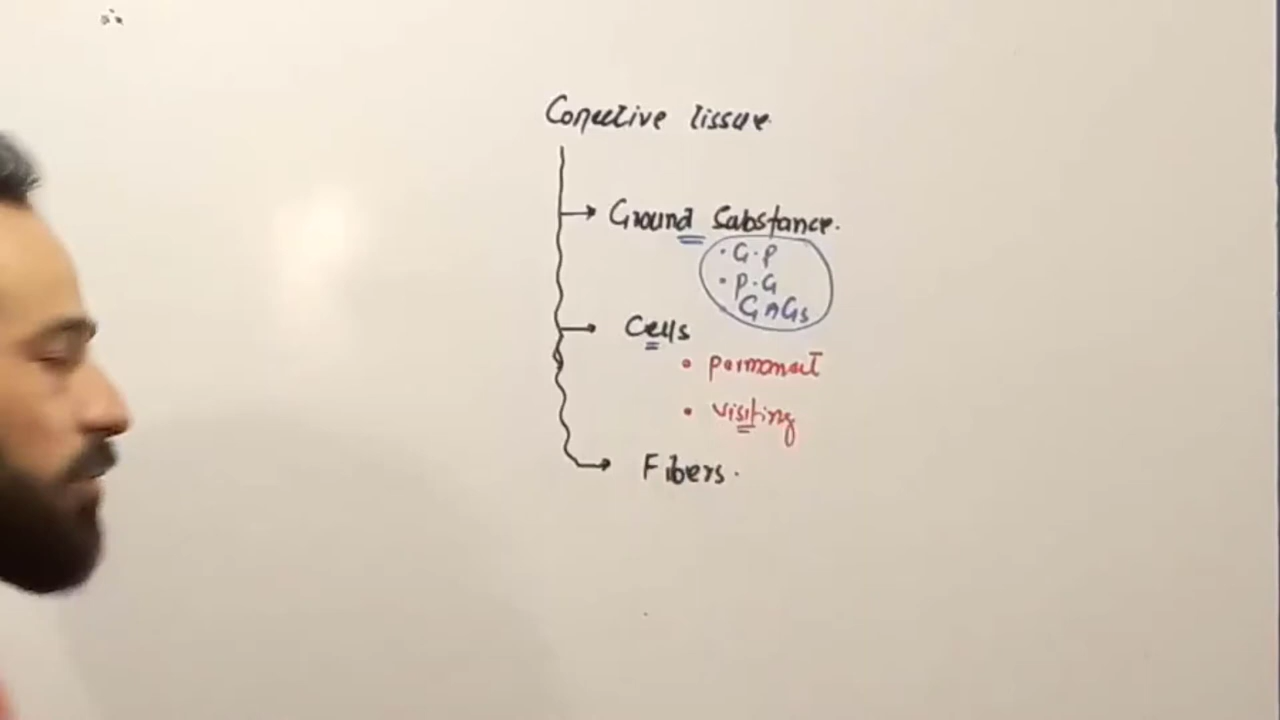 Conective tissue
Ground Substance.
• G.P
• P.G
GAGs
Cells
• permanent
• visiting
Fibers.